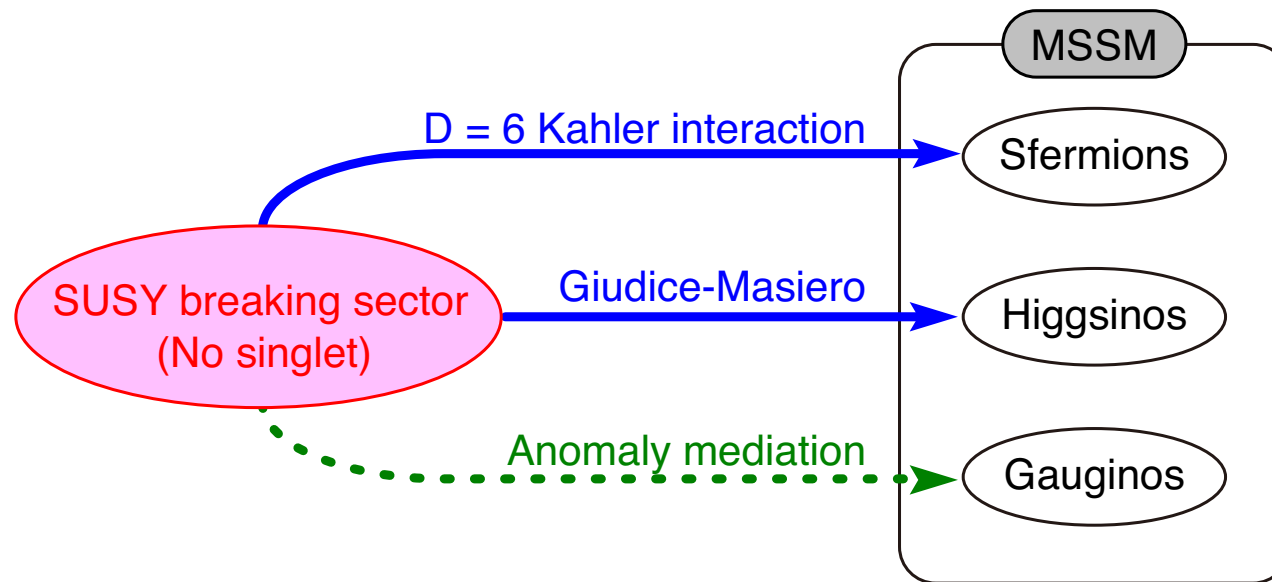 MSSM
D = 6 Kahler interaction
Sfermions
SUSY breaking sector
(No singlet)
Giudice-Masiero
Higgsinos
Anomaly mediation
Gauginos